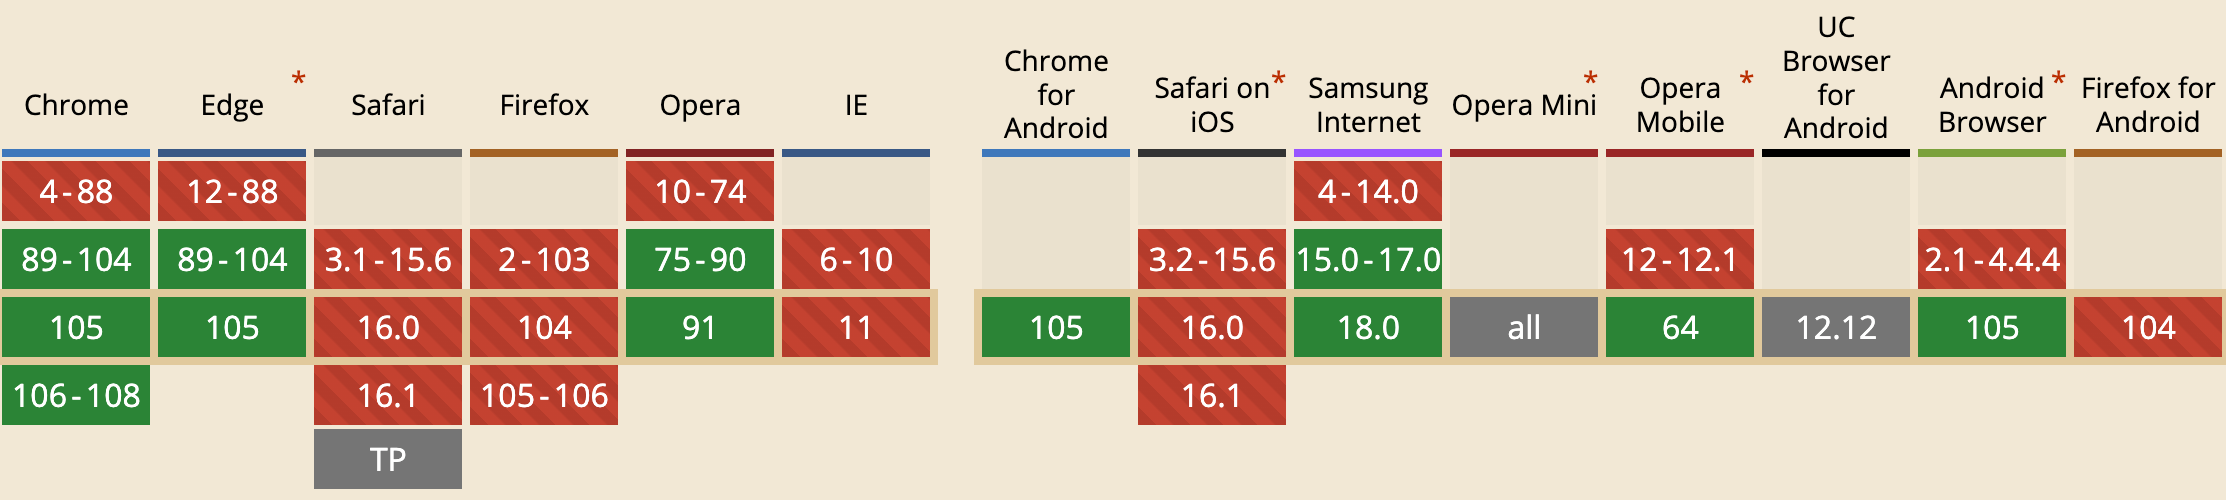 Chrome
Edge *
Safari
Firefox
Opera
IE
Chrome
for
Android
Safari on *
iOS
Samsung
Internet
Opera Mini *
Opera *
Mobile
UC
Browser
for
Android
Android *
Browser
Firefox for
Android
4-88
12-88
10-74
4-14.0
89-104
89-104
3.1-15.6
2-103
75-90
6-10
3.2-15.6
15.0-17.0
12-12.1
2.1-4.4.4
105
105
16.0
104
91
11
105
16.0
18.0
all
64
12.12
105
104
106-108
16.1
105-106
16.1
TP